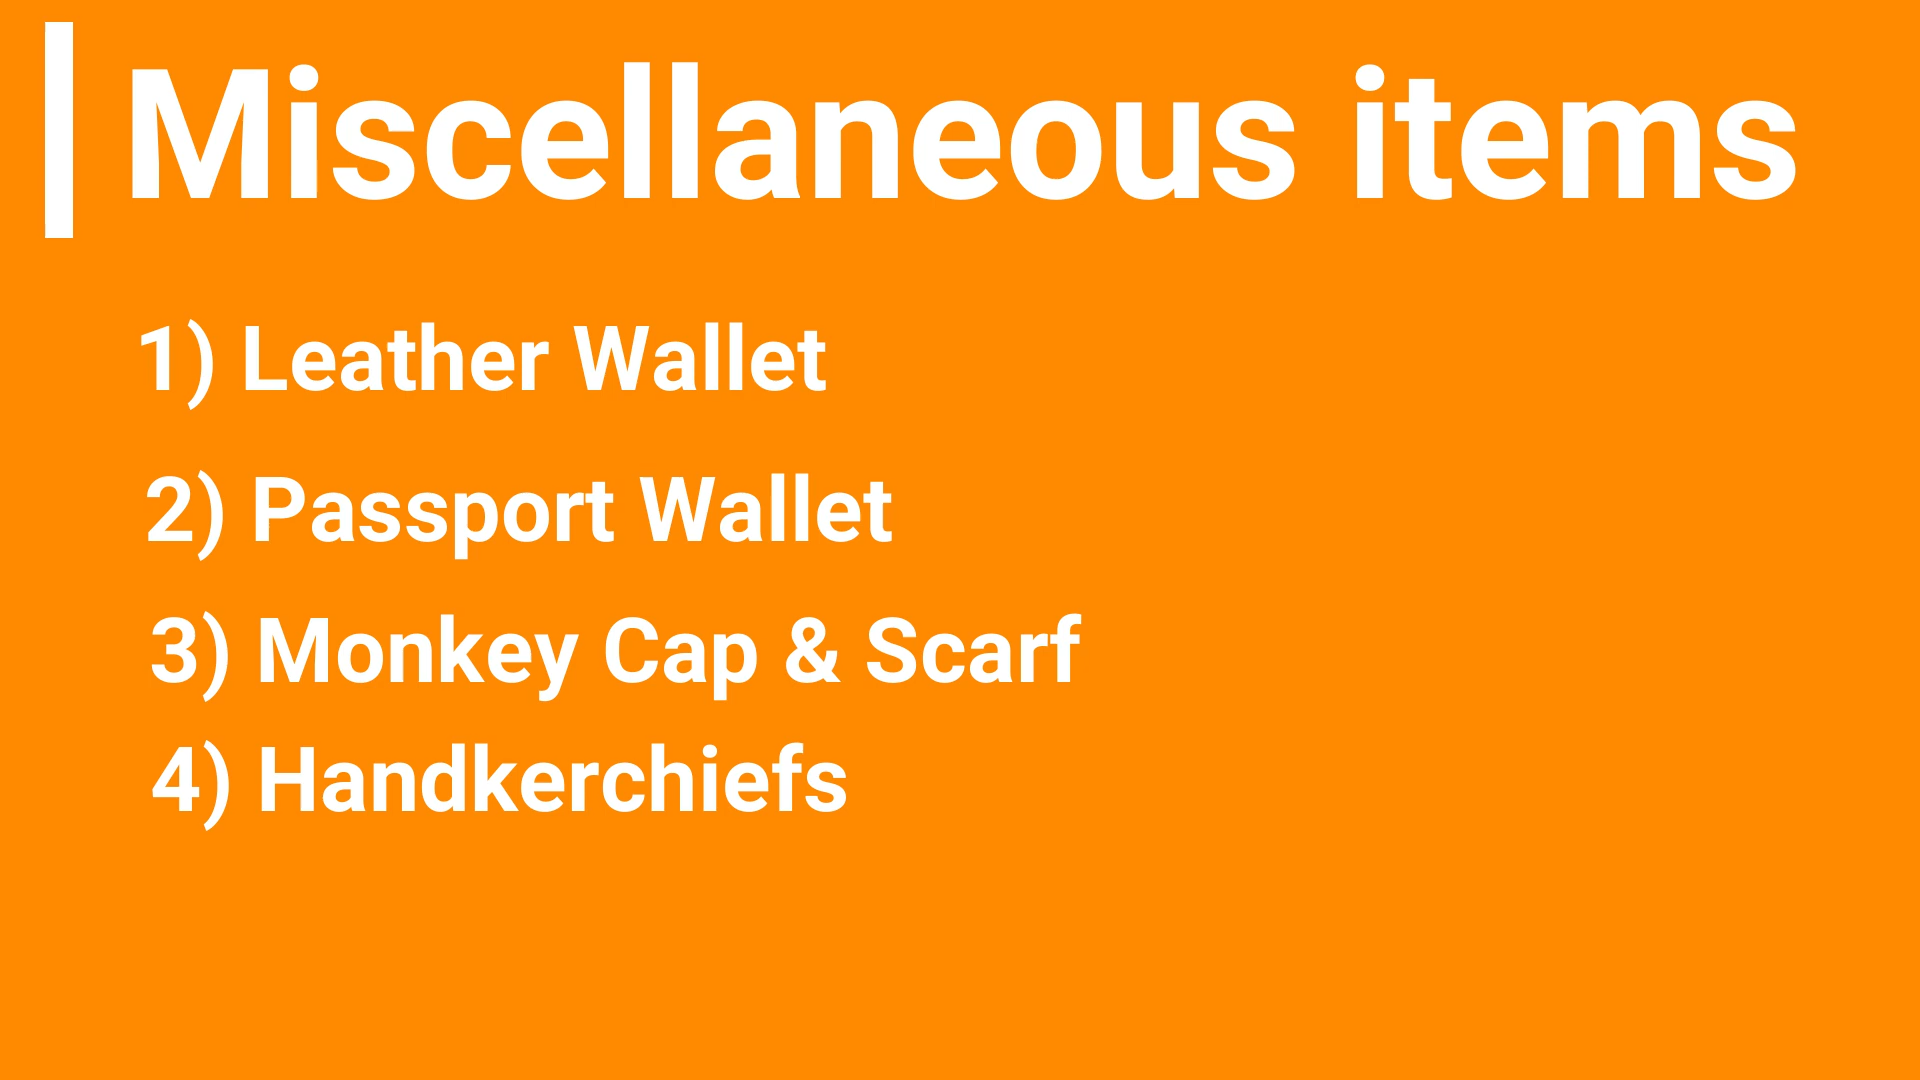 Miscellaneous items
1) Leather Wallet
2) Passport Wallet
3) Monkey Cap & Scarf
4) Handkerchiefs